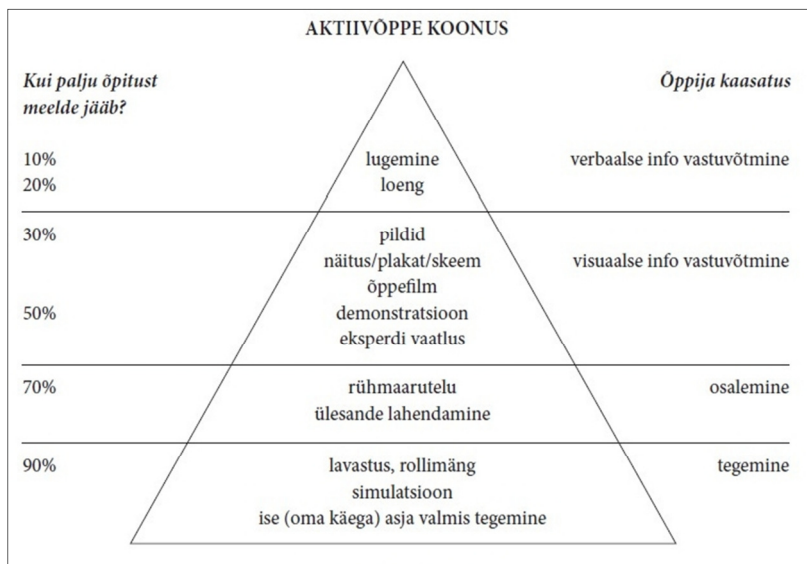 AKTIIVÕPPE KOONUS
Kui palju õpitust
meelde jääb?
Õppija kaasatus
10% lugemine verbaalse info vastuvõtmine
20% loeng
30% pildid
näitus/plakat/skeem visuaalse info vastuvõtmine
õppefilm
50% demonstratsioon
eksperdi vaatlus
70% rühmaarutelu osalemine
ülesande lahendamine
90% lavastus, rollimäng tegemine
simulatsioon
ise (oma käega) asja valmis tegemine